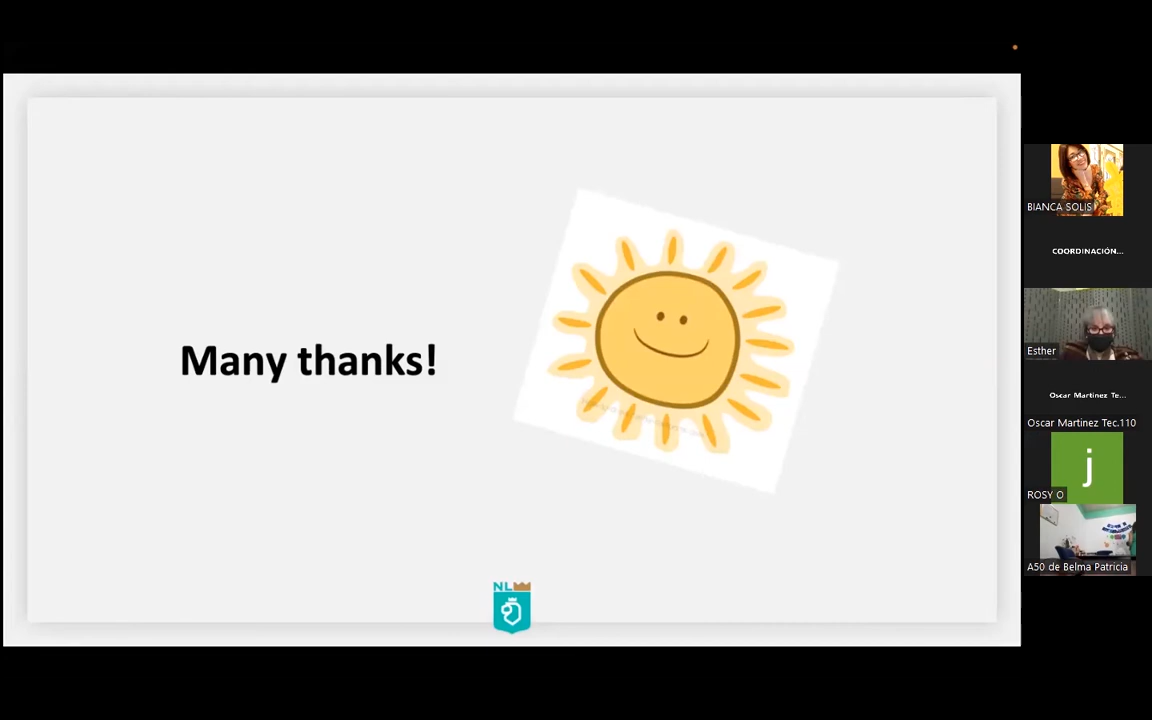 Many thanks!
NL
BIANCA SOLIS
COORDINACIÓN...
Esther
Oscar Martinez Te...
Oscar Martinez Tec.110
j
ROSY O
A50 de Belma Patricia